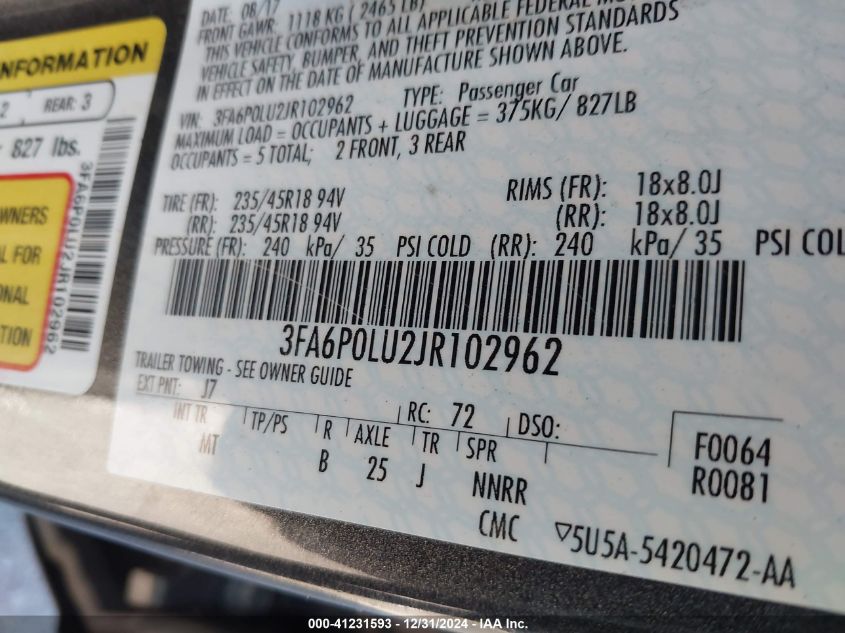 DATE: 08/17
FRONT GAWR: 1118 KG ( 2465 LB)
THIS VEHICLE CONFORMS TO ALL APPLICABLE FEDERAL
VEHICLE SAFETY, BUMPER, AND THEFT PREVENTION STANDARDS
IN EFFECT ON THE DATE OF MANUFACTURE SHOWN ABOVE.
VIN: 3FA6P0LU2JR102962 TYPE: Passenger Car
MAXIMUM LOAD = OCCUPANTS + LUGGAGE = 375KG/ 827LB
OCCUPANTS = 5 TOTAL; 2 FRONT, 3 REAR
TIRE (FR): 235/45R18 94V RIMS (FR): 18x8.0J
(RR): 235/45R18 94V (RR): 18x8.0J
PRESSURE (FR): 240 kPa/ 35 PSI COLD (RR): 240 kPa/ 35 PSI COL
3FA6P0LU2JR102962
TRAILER TOWING - SEE OWNER GUIDE
EXT PNT: J7 RC: 72 DSO:
INT TR TP/PS R AXLE TR SPR
MT B 25 J NNRR
CMC
F0064
R0081
▽5U5A-5420472-AA
NFORMATION
2 REAR: 3
827 lbs.
3FA6P0LU2JR102962
OWNERS
AL FOR
ONAL
TION
000-41231593 - 12/31/2024 - IAA Inc.